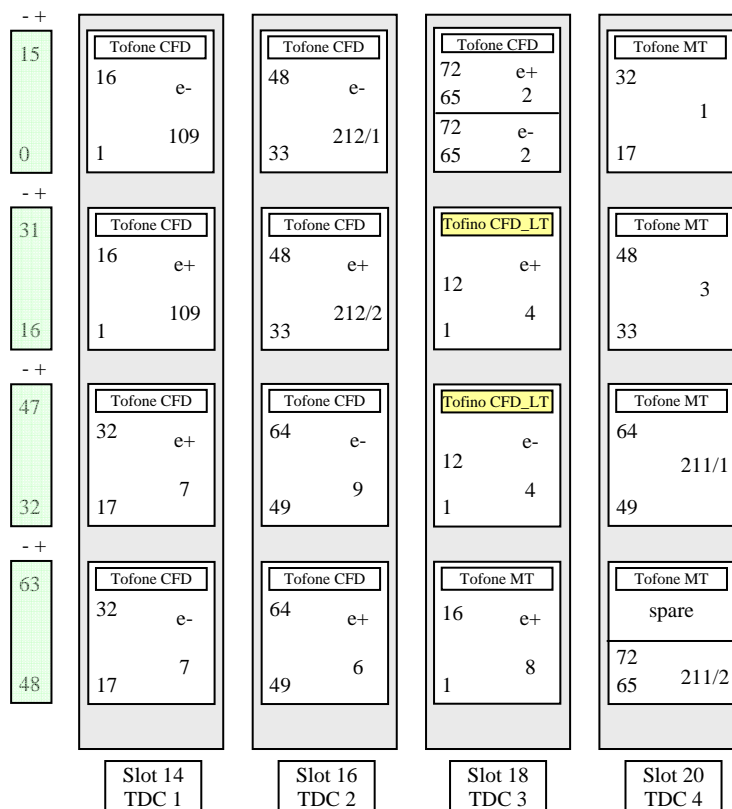 - +
15
0
- +
31
16
- +
47
32
- +
63
48
Tofone CFD
16
e-
109
1
Tofone CFD
16
e+
109
1
Tofone CFD
32
e+
7
17
Tofone CFD
32
e-
7
17
Slot 14
TDC 1
Tofone CFD
48
e-
212/1
33
Tofone CFD
48
e+
212/2
33
Tofone CFD
64
e-
9
49
Tofone CFD
64
e+
6
49
Slot 16
TDC 2
Tofone CFD
72 e+
65 2
72 e-
65 2
Tofino CFD_LT
e+
12
4
1
Tofino CFD_LT
e-
12
4
1
Tofone MT
16 e+
8
1
Slot 18
TDC 3
Tofone MT
32
1
17
Tofone MT
48
3
33
Tofone MT
64
211/1
49
Tofone MT
spare
72
65 211/2
Slot 20
TDC 4